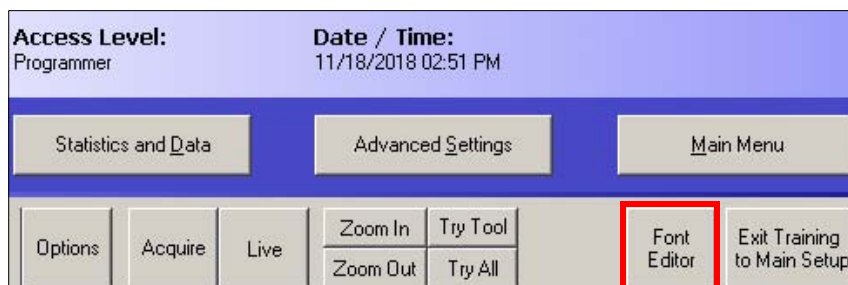 Access Level:
Date / Time:
Programmer
11/18/2018 02:51 PM
Statistics and Data
Advanced Settings
Main Menu
Options
Acquire
Live
Zoom In
Try Tool
Zoom Out
Try All
Font
Editor
Exit Training
to Main Setup